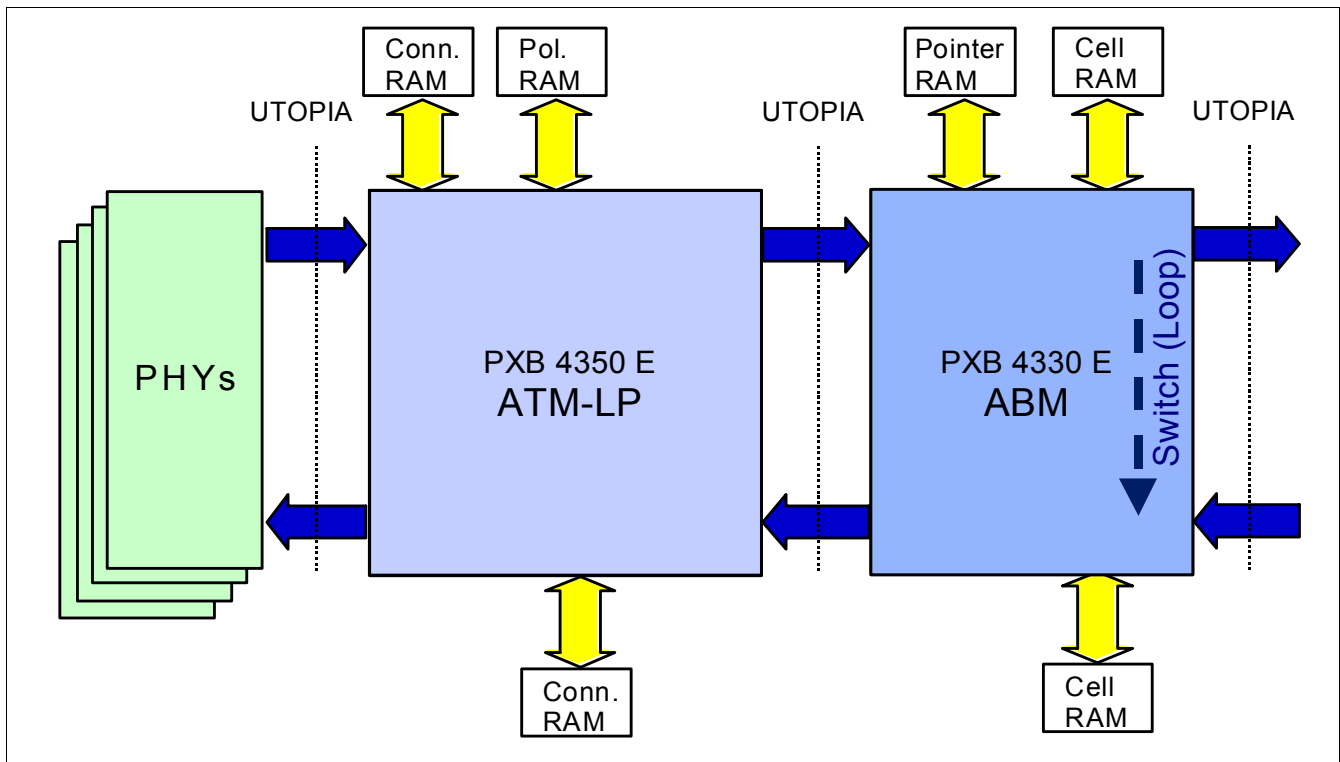 Conn.
RAM
Pol.
RAM
Pointer
RAM
Cell
RAM
UTOPIA
UTOPIA
UTOPIA
PHYs
PXB 4350 E
ATM-LP
PXB 4330 E
ABM
Switch (Loop)
Conn.
RAM
Cell
RAM